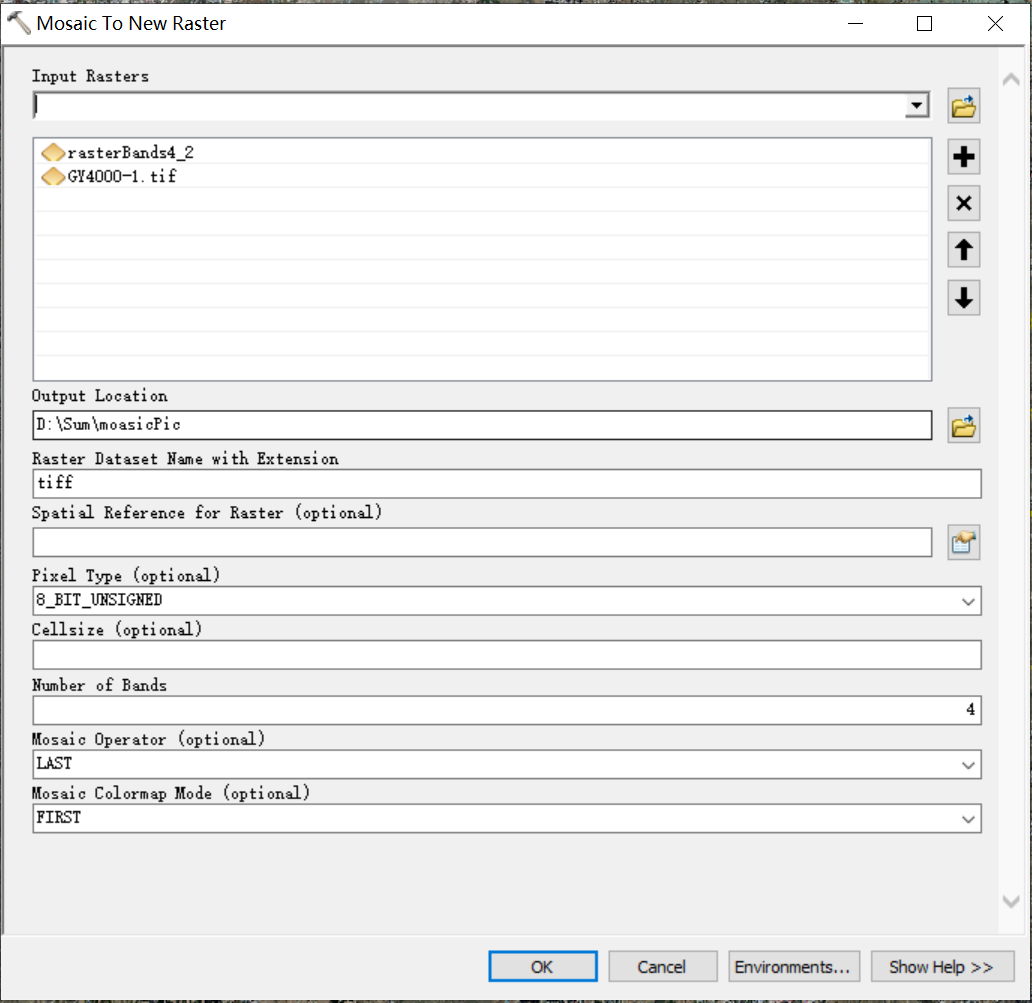 Mosaic To New Raster
Input Rasters
rasterBands4_2
GY4000-1.tif
Output Location
D:\Sum\moasicPic
Raster Dataset Name with Extension
tiff
Spatial Reference for Raster (optional)
Pixel Type (optional)
8_BIT_UNSIGNED
Cellsize (optional)
Number of Bands
4
Mosaic Operator (optional)
LAST
Mosaic Colormap Mode (optional)
FIRST
OK Cancel Environments... Show Help >>